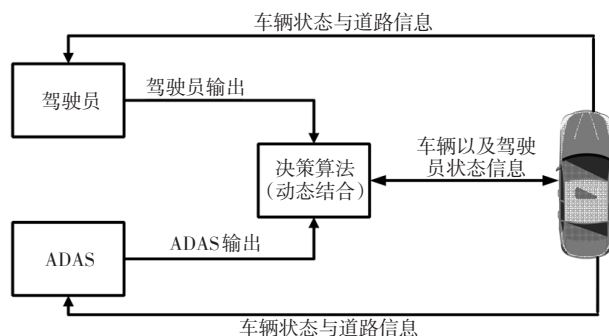 车辆状态与道路信息
驾驶员
驾驶员输出
决策算法
(动态结合)
车辆以及驾驶
员状态信息
ADAS
ADAS输出
车辆状态与道路信息